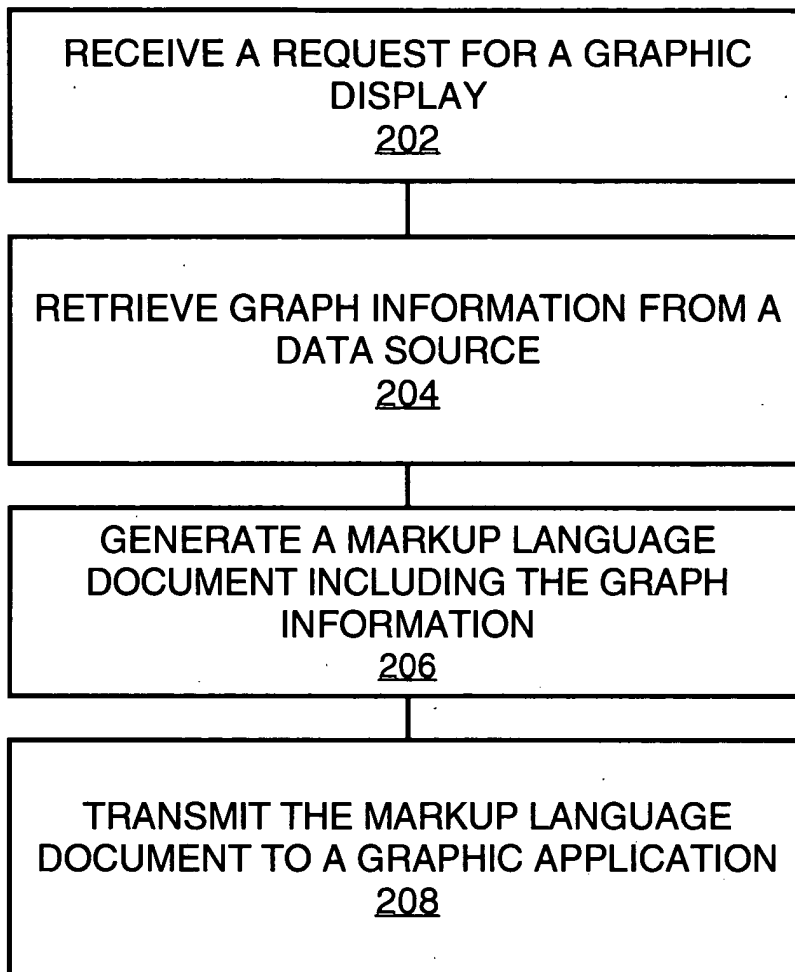 RECEIVE A REQUEST FOR A GRAPHIC
DISPLAY
202
RETRIEVE GRAPH INFORMATION FROM A
DATA SOURCE
204
GENERATE A MARKUP LANGUAGE
DOCUMENT INCLUDING THE GRAPH
INFORMATION
206
TRANSMIT THE MARKUP LANGUAGE
DOCUMENT TO A GRAPHIC APPLICATION
208